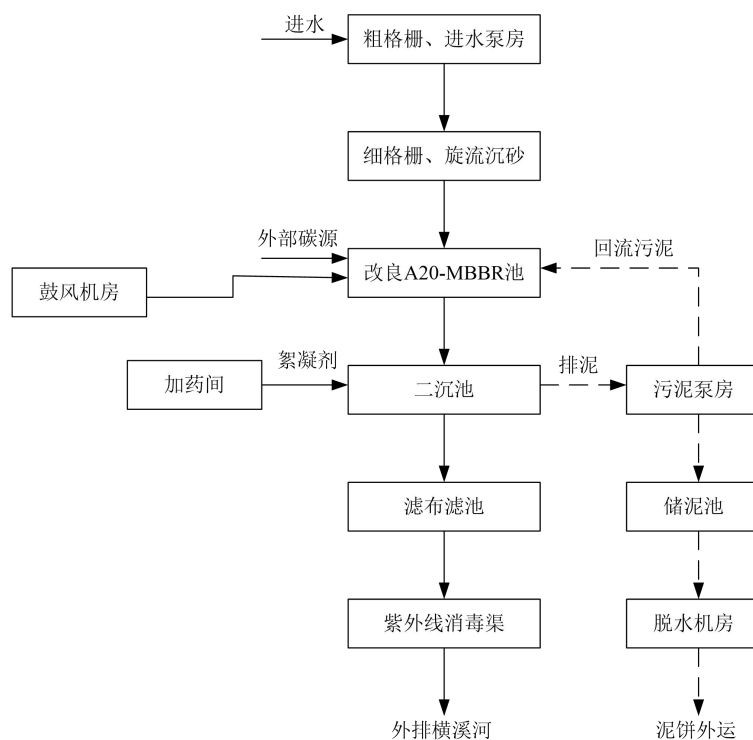 进水
粗格栅、进水泵房
细格栅、旋流沉砂
外部碳源
回流污泥
改良A20-MBBR池
鼓风机房
絮凝剂
排泥
加药间
二沉池
污泥泵房
滤布滤池
储泥池
紫外线消毒渠
脱水机房
外排横溪河
泥饼外运